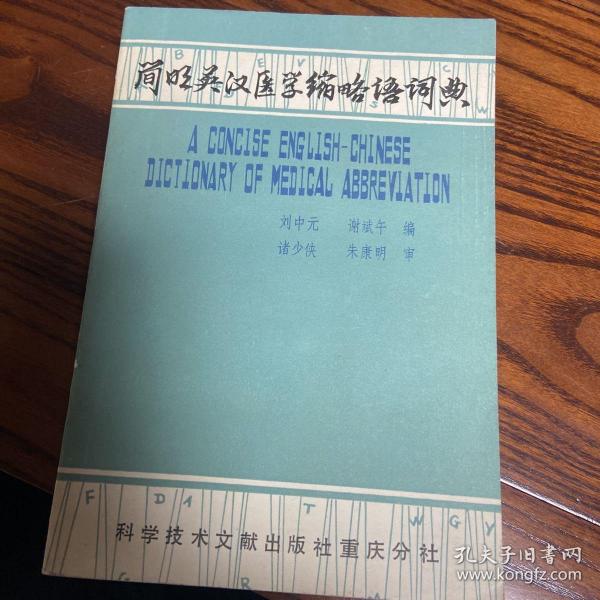 简明英汉医学缩略语词典
A CONCISE ENGLISH-CHINESE
DICTIONARY OF MEDICAL ABBREVIATION
刘中元 谢斌午 编
诸少侠 朱康明 审
F D A T W G Y
科学技术文献出版社重庆分社
孔夫子旧书网
www.kongfz.com